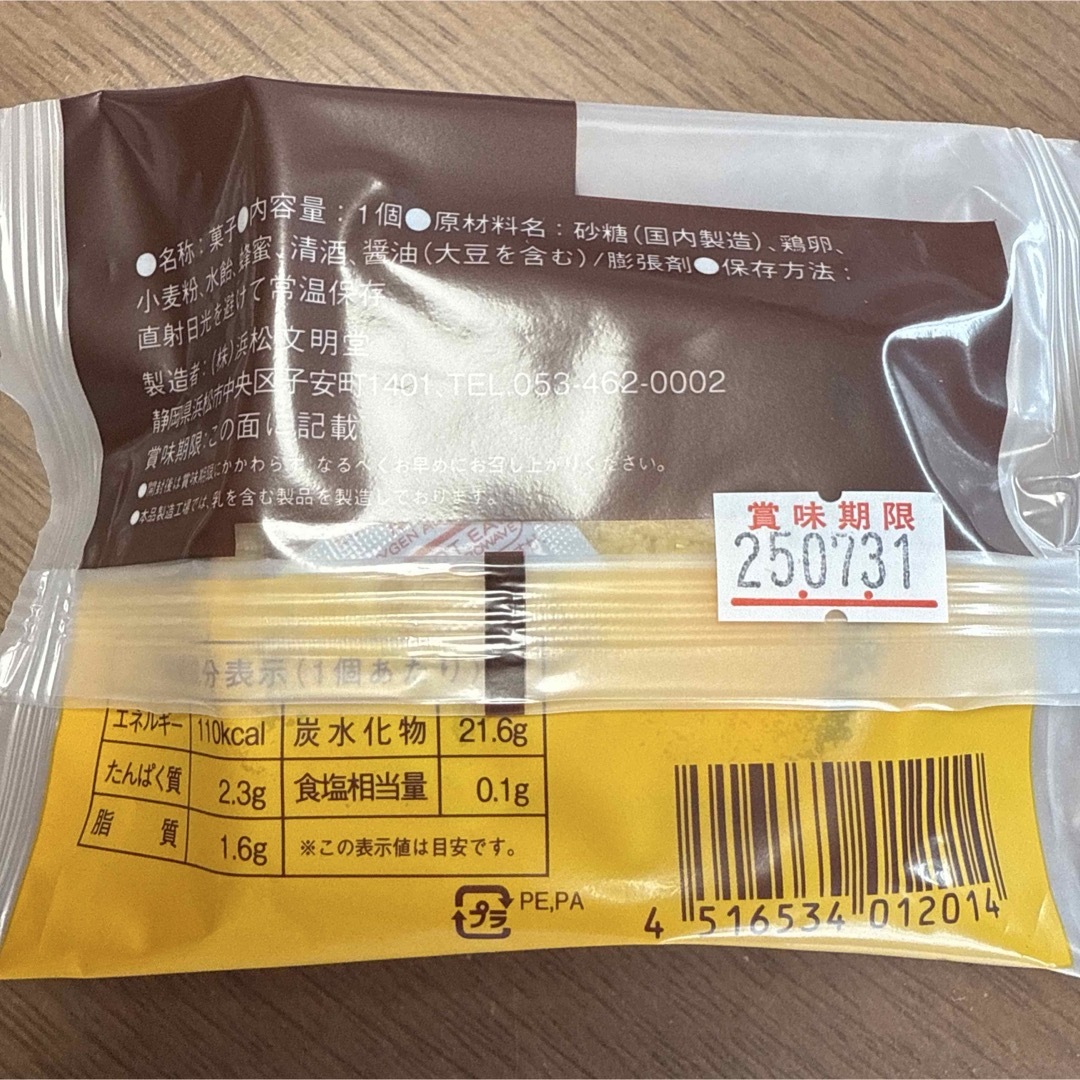 ●名称：菓子●内容量：1個●原材料名：砂糖（国内製造）、鶏卵、
小麦粉、水飴、蜂蜜、清酒、醤油（大豆を含む）/膨張剤●保存方法：
直射日光を避けて常温保存
製造者：（株）浜松文明堂
静岡県浜松市中央区子安町1401 TEL.053-462-0002
賞味期限：この面に記載
●開封後は賞味期限にかかわらず、なるべくお早めにお召し上がりください。
●本品製造工場では、乳を含む製品を製造しております。
賞味期限
250731
分表示（1個あたり）
エネルギー 110kcal 炭水化物 21.6g
たんぱく質 2.3g 食塩相当量 0.1g
脂質 1.6g ※この表示値は目安です。
プラ PE,PA
4 516534 012014